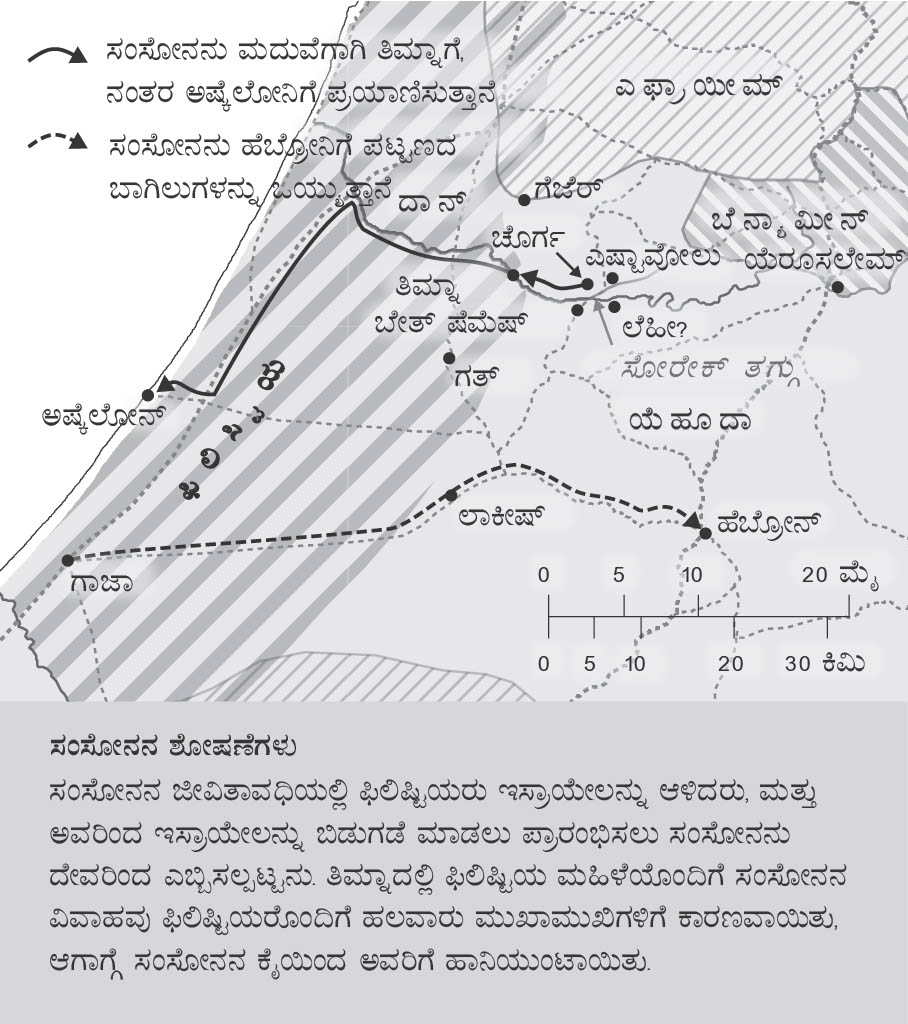 ಸಂಸೋನನು ಮದುವೆಗಾಗಿ ತಿಮ್ನಾಗೆ,
ನಂತರ ಅಷ್ಕೆಲೋನಿಗೆ ಪ್ರಯಾಣಿಸುತ್ತಾನೆ
ಸಂಸೋನನು ಹೆಬ್ರೋನಿಗೆ ಪಟ್ಟಣದ
ಬಾಗಿಲುಗಳನ್ನು ಒಯ್ಯುತ್ತಾನೆ
ಎಫ್ರಾಯೀಮ್
ದಾನ್
ಗೆಜೆರ್
ಬೆನ್ಯಾಮೀನ್
ಚೊರ್ಗ
ಎಷ್ಟಾವೋಲು
ಯೆರೂಸಲೇಮ್
ತಿಮ್ನಾ
ಬೇತ್ ಷೆಮೆಷ್
ಲೆಹೀ?
ಸೋರೇಕ್ ತಗ್ಗು
ಗತ್
ಅಷ್ಕೆಲೋನ್
ಯೆಹೂದಾ
ಲಾಕೀಷ್
ಹೆಬ್ರೋನ್
ಗಾಜಾ
0 5 10 20 ಮೈ
0 5 10 20 30 ಕಿಮಿ
ಸಂಸೋನನ ಶೋಷಣೆಗಳು
ಸಂಸೋನನ ಜೀವಿತಾವಧಿಯಲ್ಲಿ ಫಿಲಿಷ್ಟಿಯರು ಇಸ್ರಾಯೇಲನ್ನು ಆಳಿದರು, ಮತ್ತು
ಅವರಿಂದ ಇಸ್ರಾಯೇಲನ್ನು ಬಿಡುಗಡೆ ಮಾಡಲು ಪ್ರಾರಂಭಿಸಲು ಸಂಸೋನನು
ದೇವರಿಂದ ಎಬ್ಬಿಸಲ್ಪಟ್ಟನು. ತಿಮ್ನಾದಲ್ಲಿ ಫಿಲಿಷ್ಟಿಯ ಮಹಿಳೆಯೊಂದಿಗೆ ಸಂಸೋನನ
ವಿವಾಹವು ಫಿಲಿಷ್ಟಿಯರೊಂದಿಗೆ ಹಲವಾರು ಮುಖಾಮುಖಿಗಳಿಗೆ ಕಾರಣವಾಯಿತು,
ಆಗಾಗ್ಗೆ ಸಂಸೋನನ ಕೈಯಿಂದ ಅವರಿಗೆ ಹಾನಿಯುಂಟಾಯಿತು.